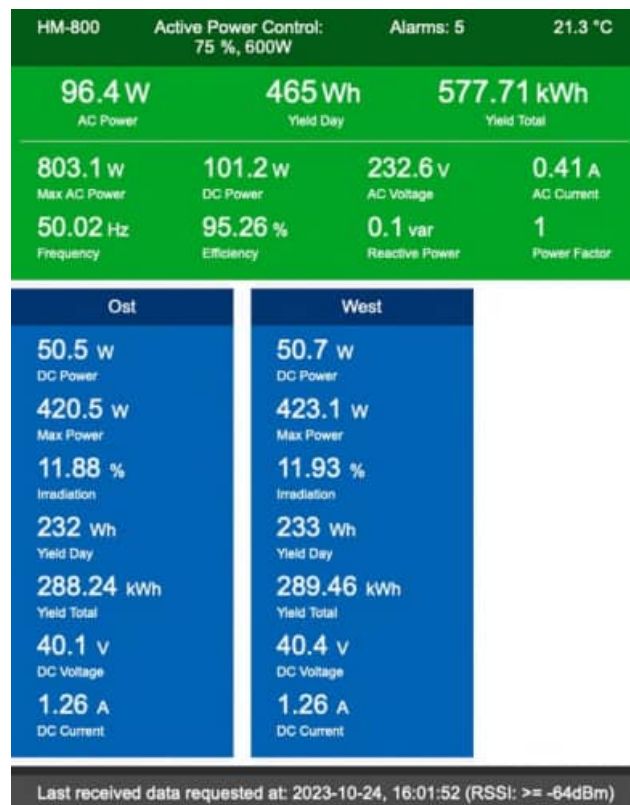 HM-800 Active Power Control: Alarms: 5 21.3 °C
75 %, 600W
96.4 W 465 Wh 577.71 kWh
AC Power Yield Day Yield Total
803.1 W 101.2 W 232.6 V 0.41 A
Max AC Power DC Power AC Voltage AC Current
50.02 Hz 95.26 % 0.1 var 1
Frequency Efficiency Reactive Power Power Factor
Ost
50.5 W
DC Power
420.5 W
Max Power
11.88 %
Irradiation
232 Wh
Yield Day
288.24 kWh
Yield Total
40.1 V
DC Voltage
1.26 A
DC Current
West
50.7 W
DC Power
423.1 W
Max Power
11.93 %
Irradiation
233 Wh
Yield Day
289.46 kWh
Yield Total
40.4 V
DC Voltage
1.26 A
DC Current
Last received data requested at: 2023-10-24, 16:01:52 (RSSI: >= -64dBm)